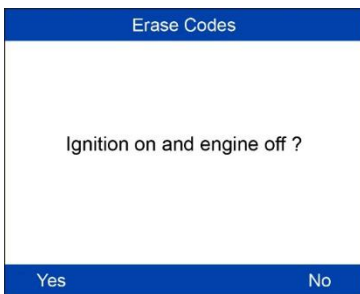 Erase Codes
Ignition on and engine off ?
Yes No